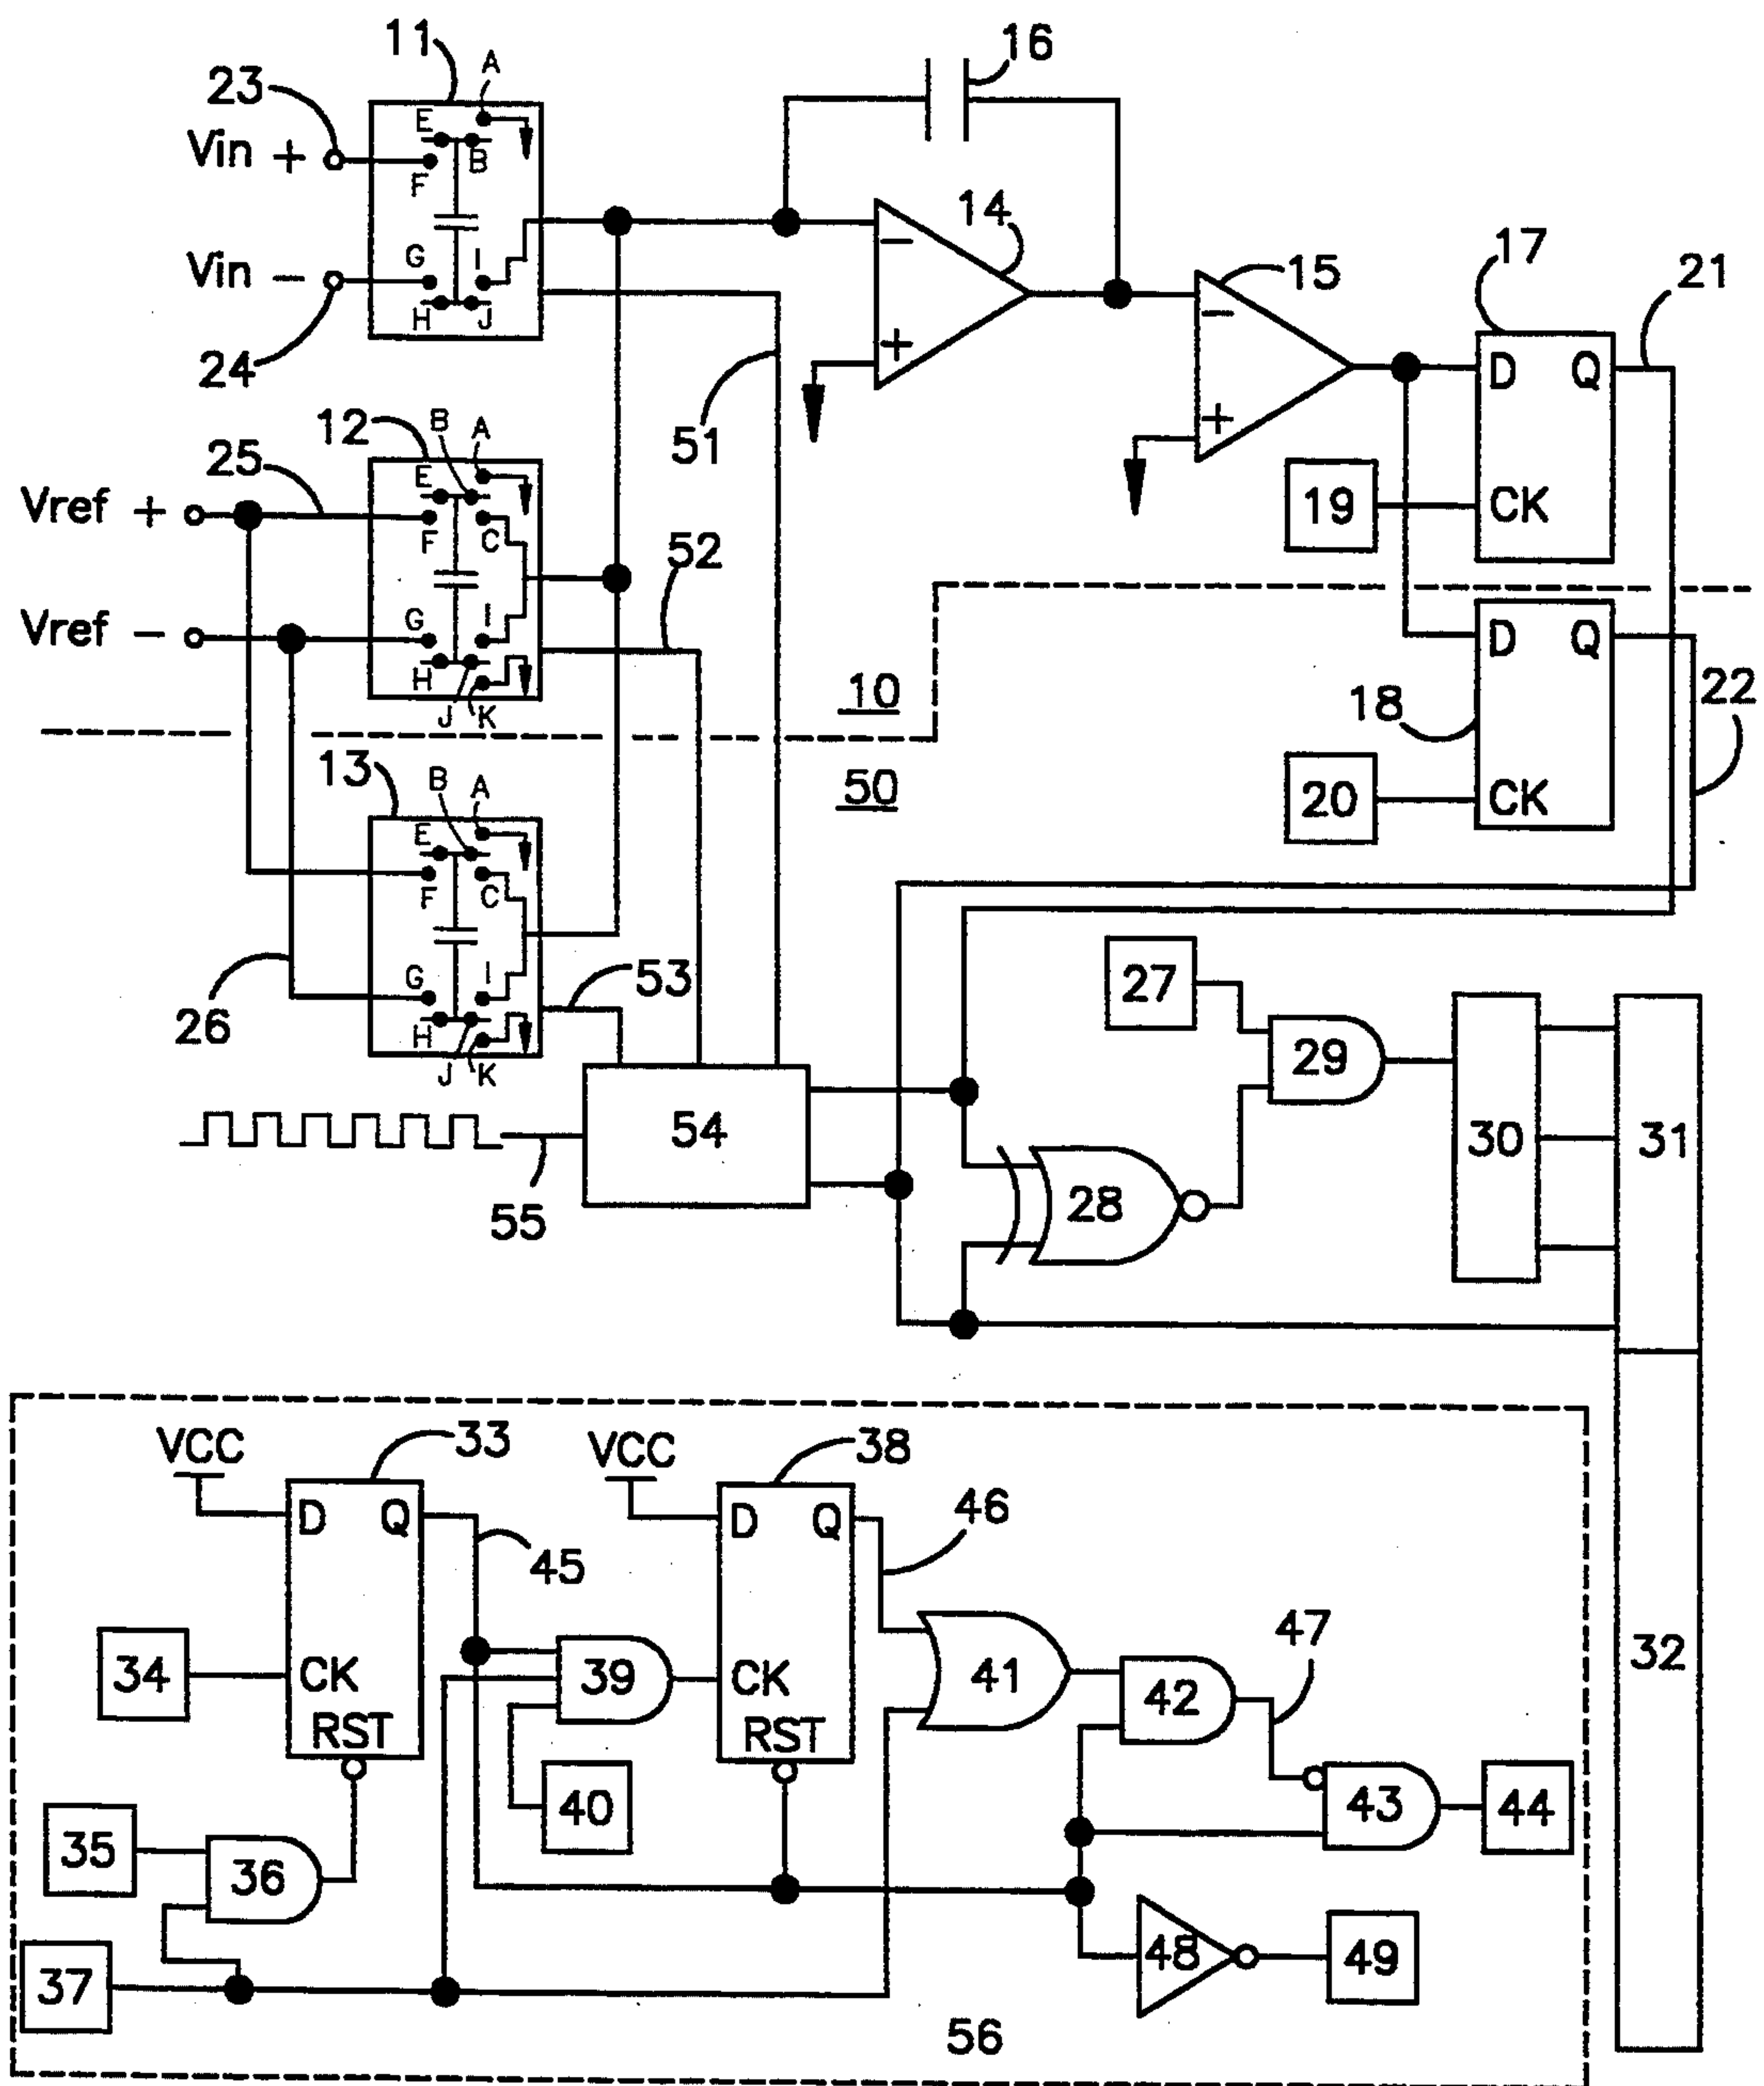 11
A
16
23
E
Vin +
B
F
14
17
G
I
Vin −
−
15
21
H
J
−
24
+
D Q
12
B
A
51
25
E
+
Vref +
19
CK
F
C
52
Vref −
G
I
D Q
H
10
22
J
K
18
13
50
B
A
20
CK
E
F
C
27
G
I
53
26
H
29
J
K
54
30
31
28
55
VCC
33
VCC
38
D Q
D Q
46
45
47
34
CK
39
CK
41
42
32
RST
RST
40
43
44
35
36
37
48
49
56